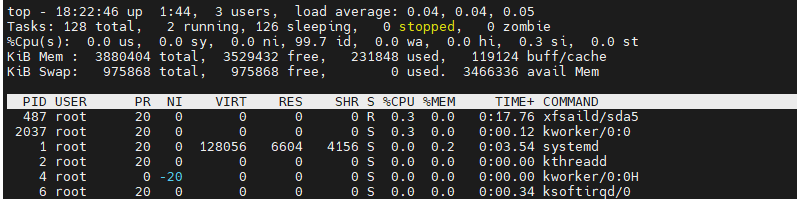 top - 18:22:46 up  1:44,  3 users,  load average: 0.04, 0.04, 0.05
Tasks: 128 total,   2 running, 126 sleeping,   0 stopped,   0 zombie
%Cpu(s):  0.0 us,  0.0 sy,  0.0 ni, 99.7 id,  0.0 wa,  0.0 hi,  0.3 si,  0.0 st
KiB Mem :  3880404 total,  3529432 free,   231848 used,   119124 buff/cache
KiB Swap:   975868 total,   975868 free,        0 used.  3466336 avail Mem
  PID USER      PR  NI    VIRT    RES    SHR S %CPU %MEM     TIME+ COMMAND
  487 root      20   0       0      0      0 R  0.3  0.0   0:17.76 xfsaild/sda5
 2037 root      20   0       0      0      0 S  0.3  0.0   0:00.12 kworker/0:0
    1 root      20   0  128056   6604   4156 S  0.0  0.2   0:03.54 systemd
    2 root      20   0       0      0      0 S  0.0  0.0   0:00.00 kthreadd
    4 root       0 -20       0      0      0 S  0.0  0.0   0:00.00 kworker/0:0H
    6 root      20   0       0      0      0 S  0.0  0.0   0:00.34 ksoftirqd/0